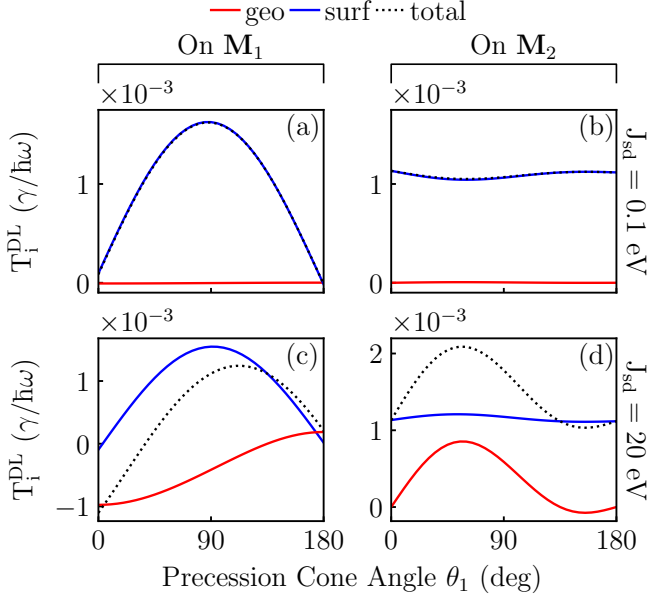 geo surf total
On M₁ On M₂
×10⁻³ ×10⁻³
(a) (b)
Tᵢᴰᴸ (γ/ħω)
1 1
0 0
J_sd = 0.1 eV
×10⁻³ ×10⁻³
(c) (d)
Tᵢᴰᴸ (γ/ħω)
1 2
0 1
−1 0
J_sd = 20 eV
0 90 180 0 90 180
Precession Cone Angle θ₁ (deg)